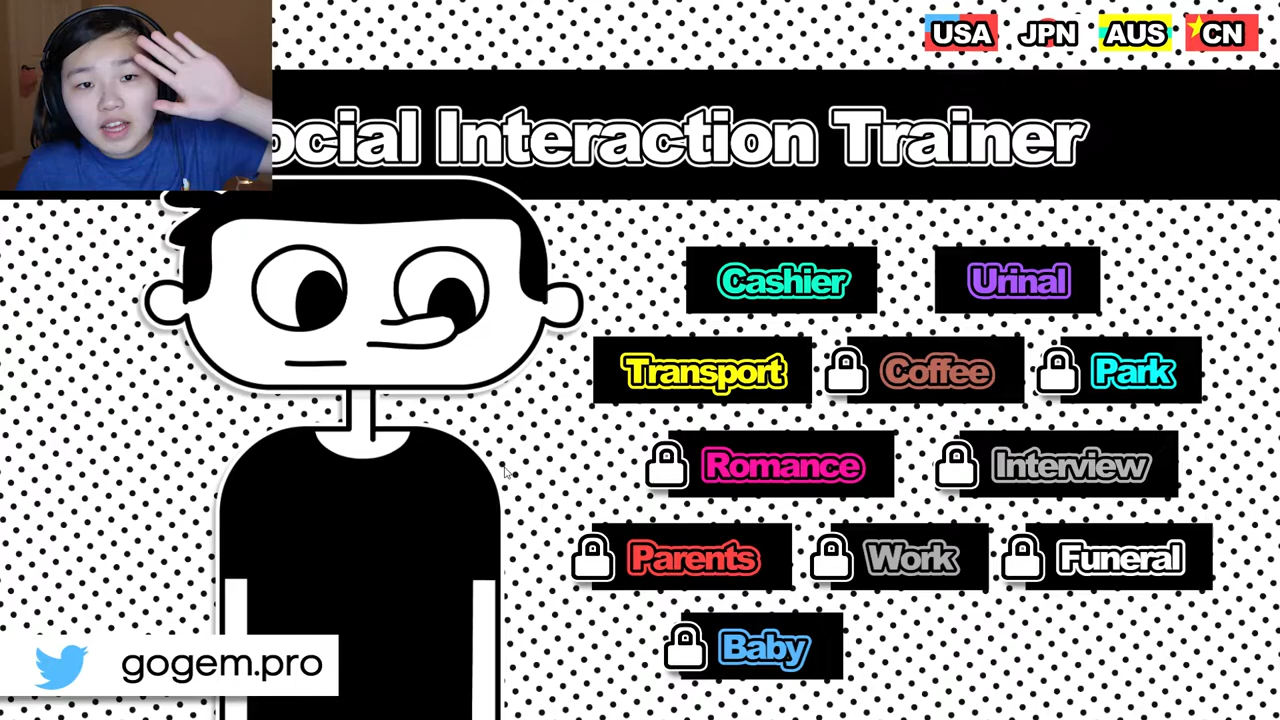 USA JPN AUS CN
ocial Interaction Trainer
Cashier Urinal
Transport Coffee Park
Romance Interview
Parents Work Funeral
Baby
gogem.pro